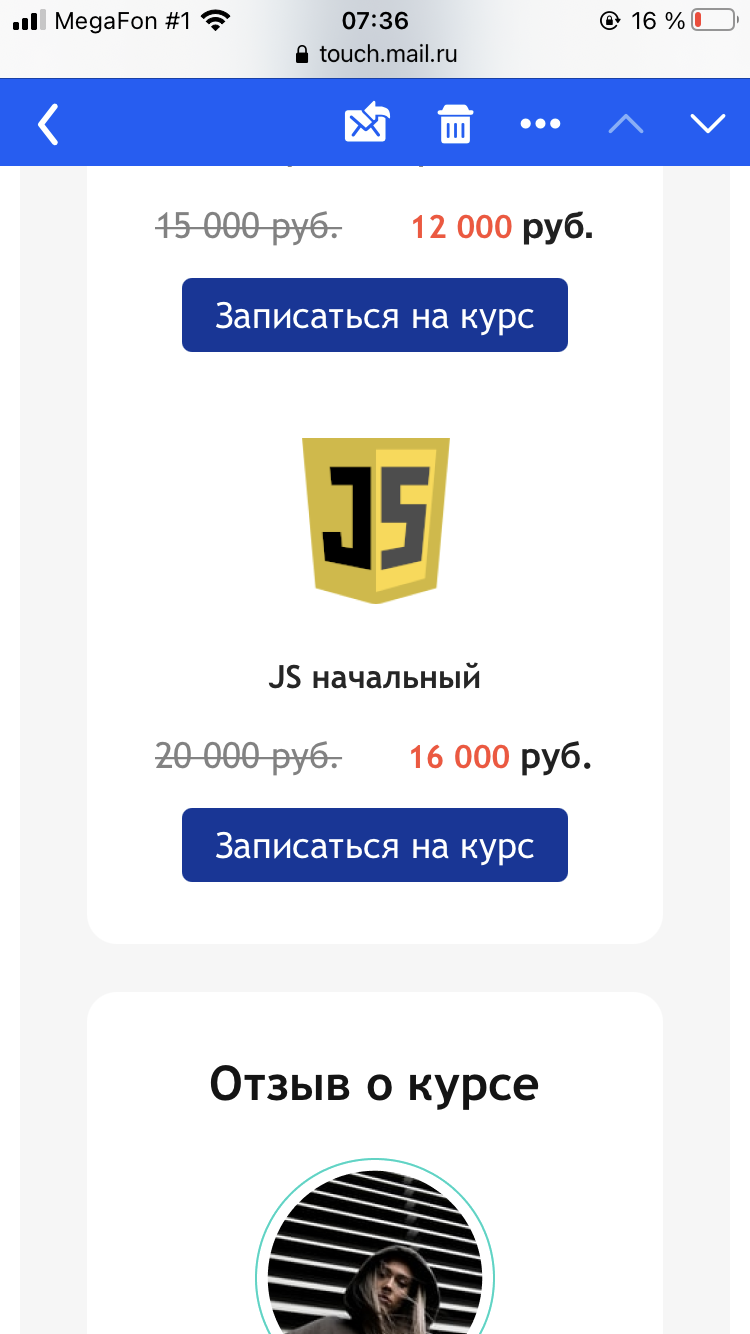 MegaFon #1 07:36 16 %
touch.mail.ru
15 000 руб. 12 000 руб.
Записаться на курс
JS
JS начальный
20 000 руб. 16 000 руб.
Записаться на курс
Отзыв о курсе